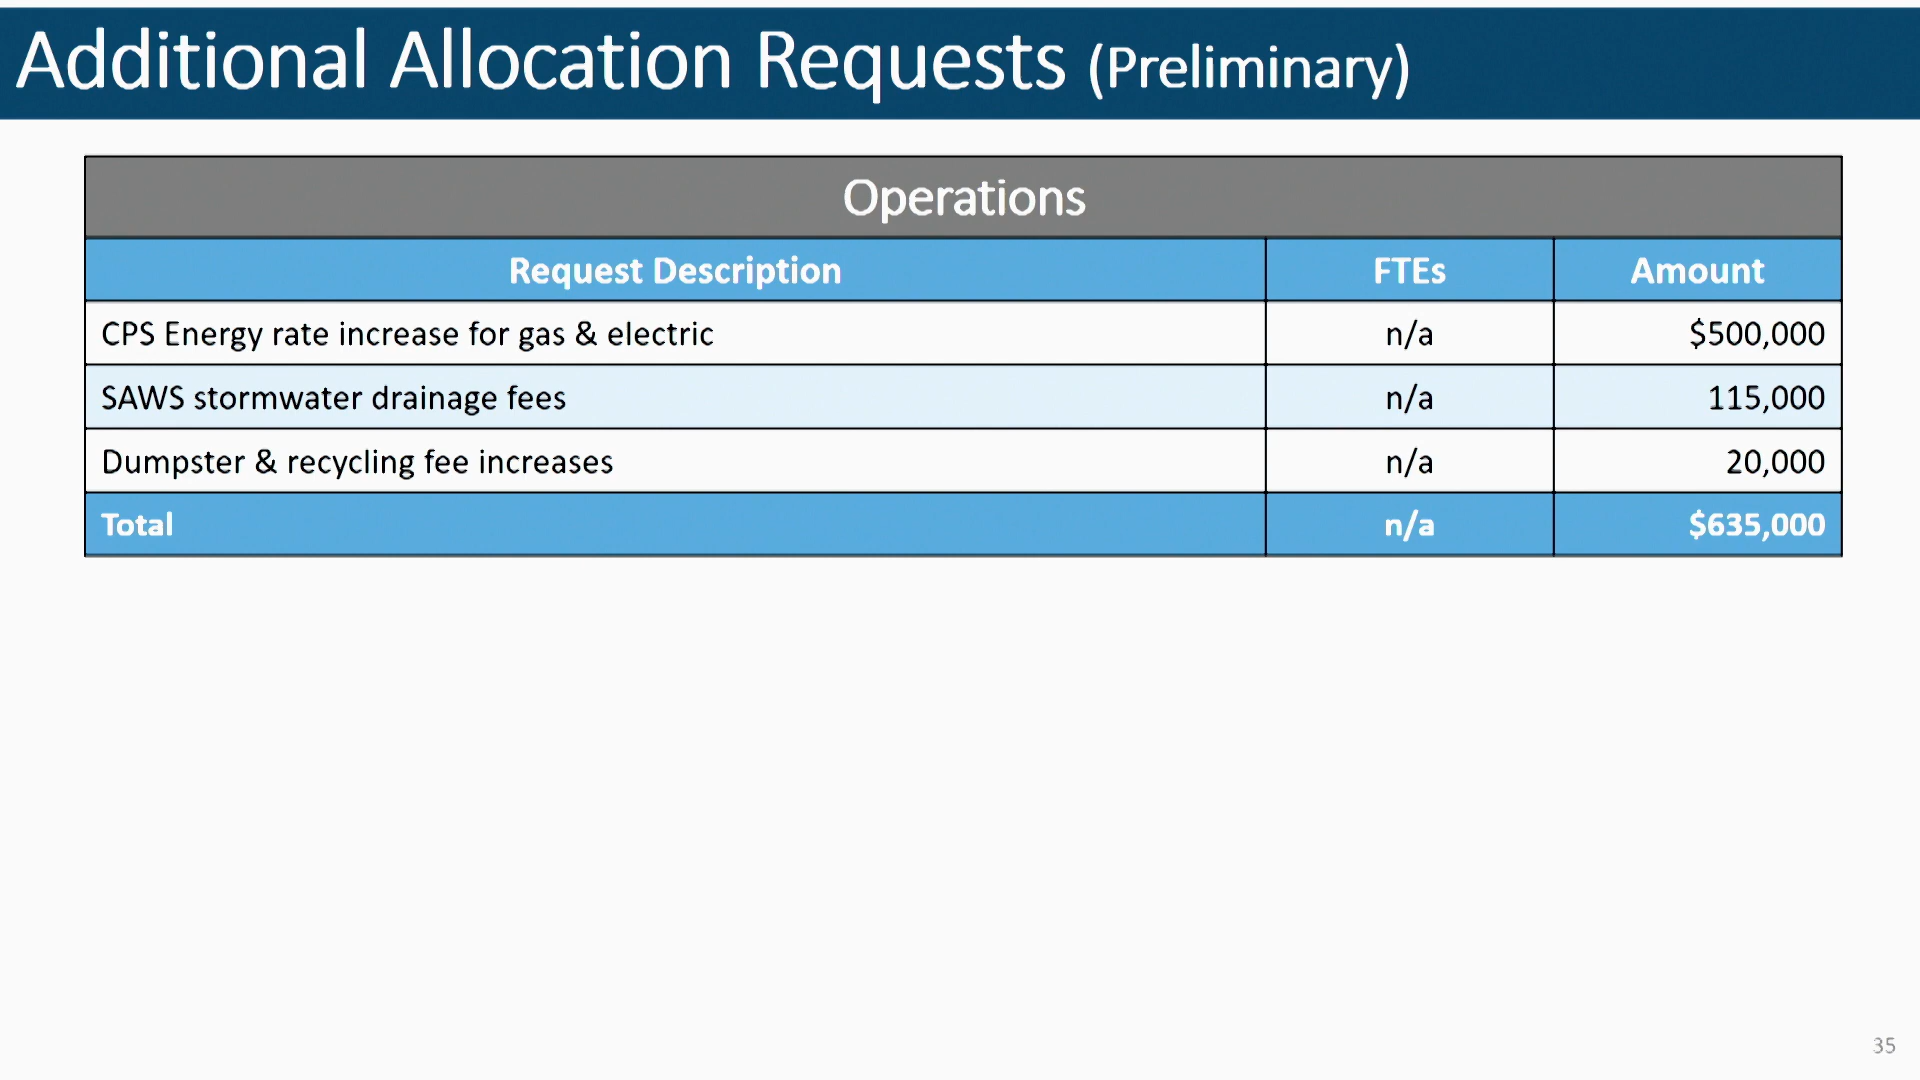 Additional Allocation Requests (Preliminary)
Operations
Request Description FTEs Amount
CPS Energy rate increase for gas & electric n/a $500,000
SAWS stormwater drainage fees n/a 115,000
Dumpster & recycling fee increases n/a 20,000
Total n/a $635,000
35